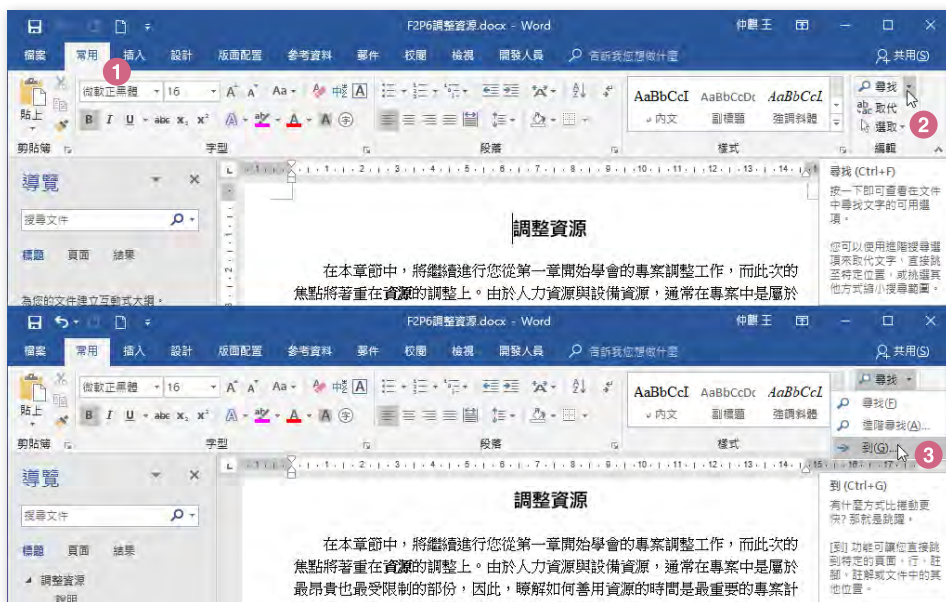 F2P6調整資源.docx - Word
仲麒 王
檔案 常用 插入 設計 版面配置 參考資料 郵件 校閱 檢視 開發人員 告訴我您想做什麼 共用(S)
1
微軟正黑體 16 A A Aa A
B I U abc x₂ x² A ab A A
貼上
AaBbCcI AaBbCcDc AaBbCcL
內文 副標題 強調斜體
尋找
取代
選取
2
剪貼簿 字型 段落 樣式 編輯
導覽
搜尋文件
標題 頁面 結果
為您的文件建立互動式大綱。
調整資源
在本章節中，將繼續進行您從第一章開始學會的專案調整工作，而此次的
焦點將著重在資源的調整上。由於人力資源與設備資源，通常在專案中是屬於
尋找 (Ctrl+F)
按一下即可查看在文件
中尋找文字的可用選
項。
您可以使用進階搜尋選
項來取代文字、直接跳
至特定位置，或挑選其
他方式縮小搜尋範圍。
F2P6調整資源.docx - Word
仲麒 王
檔案 常用 插入 設計 版面配置 參考資料 郵件 校閱 檢視 開發人員 告訴我您想做什麼 共用(S)
微軟正黑體 16 A A Aa A
B I U abc x₂ x² A ab A A
貼上
AaBbCcI AaBbCcDc AaBbCcL
內文 副標題 強調斜體
尋找
尋找(F)
進階尋找(A)...
到(G)...
3
剪貼簿 字型 段落 樣式
導覽
搜尋文件
標題 頁面 結果
調整資源
說明
調整資源
在本章節中，將繼續進行您從第一章開始學會的專案調整工作，而此次的
焦點將著重在資源的調整上。由於人力資源與設備資源，通常在專案中是屬於
最昂貴也最受限制的部份，因此，瞭解如何善用資源的時間是最重要的專案計
到 (Ctrl+G)
有什麼方式比捲動更
快? 那就是跳躍。
[到] 功能可讓您直接跳
到特定的頁面、行、註
腳、註解或文件中的其
他位置。